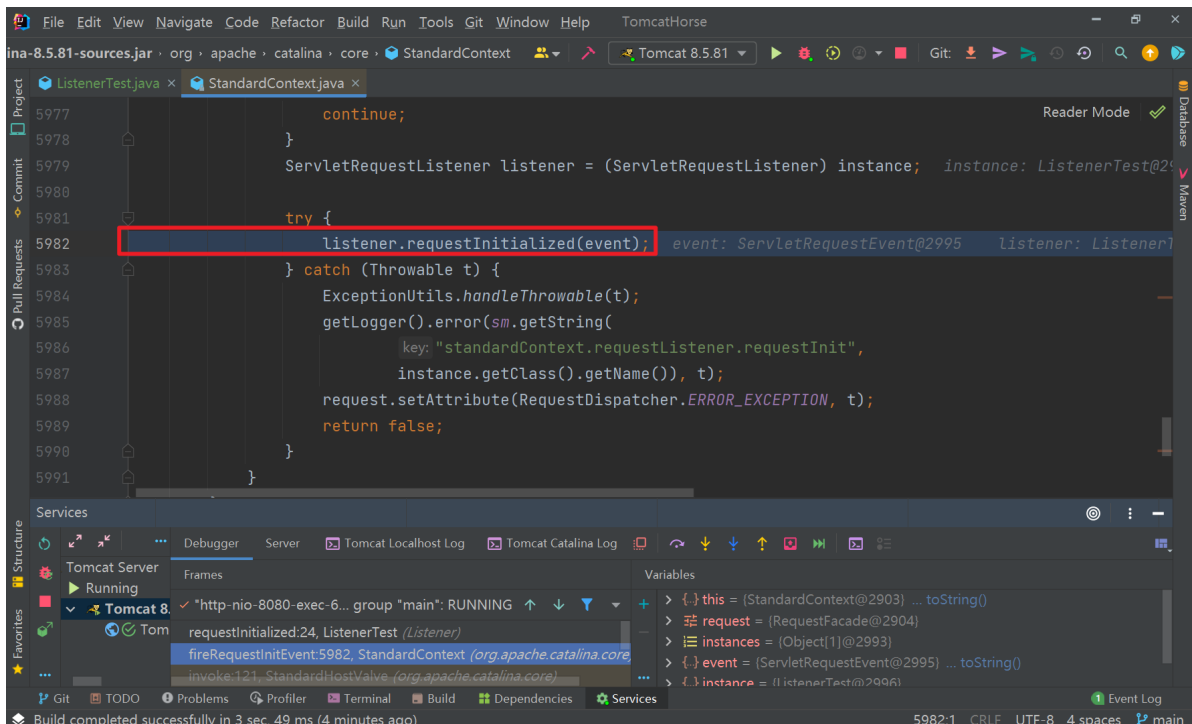 File Edit View Navigate Code Refactor Build Run Tools Git Window Help TomcatHorse
ina-8.5.81-sources.jar › org › apache › catalina › core › StandardContext Tomcat 8.5.81 Git:
ListenerTest.java × StandardContext.java ×
Project
Commit
Pull Requests
Structure
Favorites
Database
Maven
Reader Mode
5977 continue;
5978 }
5979 ServletRequestListener listener = (ServletRequestListener) instance; instance: ListenerTest@29
5980
5981 try {
5982 listener.requestInitialized(event); event: ServletRequestEvent@2995 listener: ListenerT
5983 } catch (Throwable t) {
5984 ExceptionUtils.handleThrowable(t);
5985 getLogger().error(sm.getString(
5986 key: "standardContext.requestListener.requestInit",
5987 instance.getClass().getName()), t);
5988 request.setAttribute(RequestDispatcher.ERROR_EXCEPTION, t);
5989 return false;
5990 }
5991 }
Services
Debugger Server Tomcat Localhost Log Tomcat Catalina Log
Tomcat Server
Running
Tomcat 8.
Tom
Frames
"http-nio-8080-exec-6... group "main": RUNNING
requestInitialized:24, ListenerTest (Listener)
fireRequestInitEvent:5982, StandardContext (org.apache.catalina.core)
invoke:121, StandardHostValve (org.apache.catalina.core)
Variables
this = {StandardContext@2903} ... toString()
request = {RequestFacade@2904}
instances = {Object[1]@2993}
event = {ServletRequestEvent@2995} ... toString()
instance = {ListenerTest@2996}
Git TODO Problems Profiler Terminal Build Dependencies Services 1 Event Log
Build completed successfully in 3 sec, 49 ms (4 minutes ago) 5982:1 CRLF UTF-8 4 spaces main